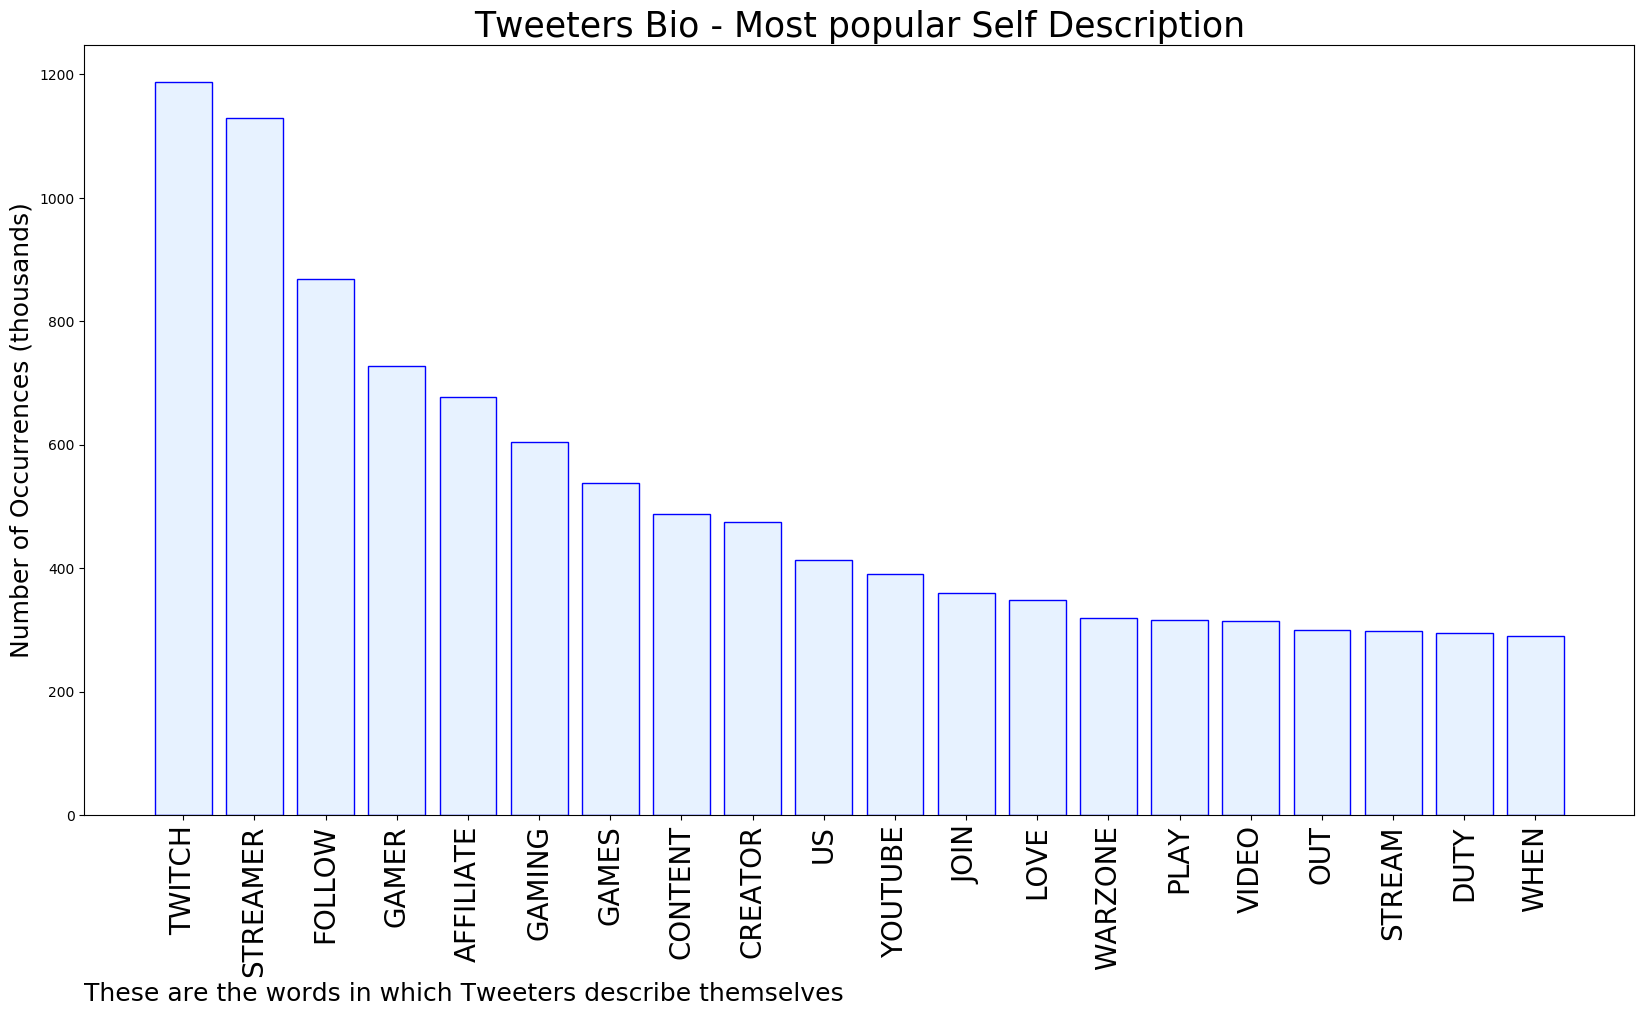 Tweeters Bio - Most popular Self Description
Number of Occurrences (thousands)
1200
1000
800
600
400
200
0
TWITCH
STREAMER
FOLLOW
GAMER
AFFILIATE
GAMING
GAMES
CONTENT
CREATOR
US
YOUTUBE
JOIN
LOVE
WARZONE
PLAY
VIDEO
OUT
STREAM
DUTY
WHEN
These are the words in which Tweeters describe themselves